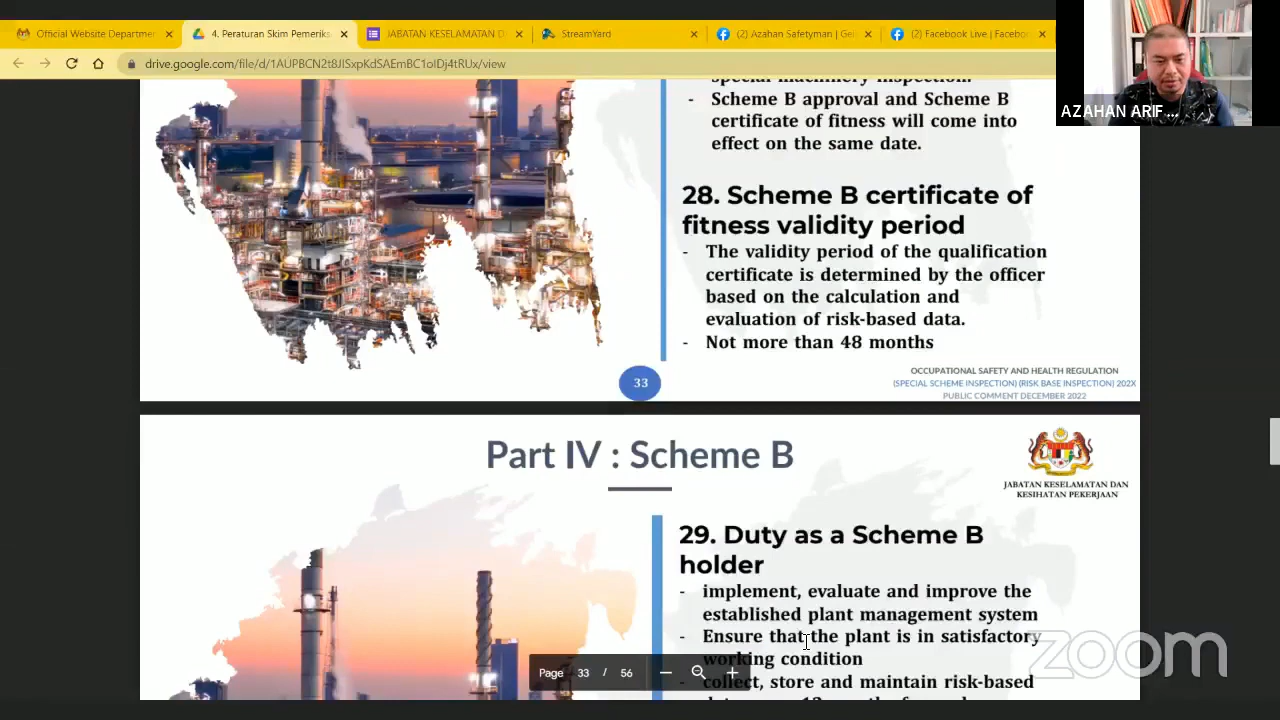 Official Website Departmen
4. Peraturan Skim Pemeriks
JABATAN KESELAMATAN D
StreamYard
(2) Azahan Safetyman | Gei
(2) Facebook Live | Faceboo
drive.google.com/file/d/1AUPBCN2t8JISxpKdSAEmBC1oIDj4tRUx/view
AZAHAN ARIF ...
special machinery inspection.
- Scheme B approval and Scheme B
certificate of fitness will come into
effect on the same date.
28. Scheme B certificate of
fitness validity period
- The validity period of the qualification
certificate is determined by the officer
based on the calculation and
evaluation of risk-based data.
- Not more than 48 months
33
OCCUPATIONAL SAFETY AND HEALTH REGULATION
(SPECIAL SCHEME INSPECTION) (RISK BASE INSPECTION) 202X
PUBLIC COMMENT DECEMBER 2022
Part IV : Scheme B
JABATAN KESELAMATAN DAN
KESIHATAN PEKERJAAN
29. Duty as a Scheme B
holder
- implement, evaluate and improve the
established plant management system
- Ensure that the plant is in satisfactory
working condition
- collect, store and maintain risk-based
Page 33 / 56
zoom